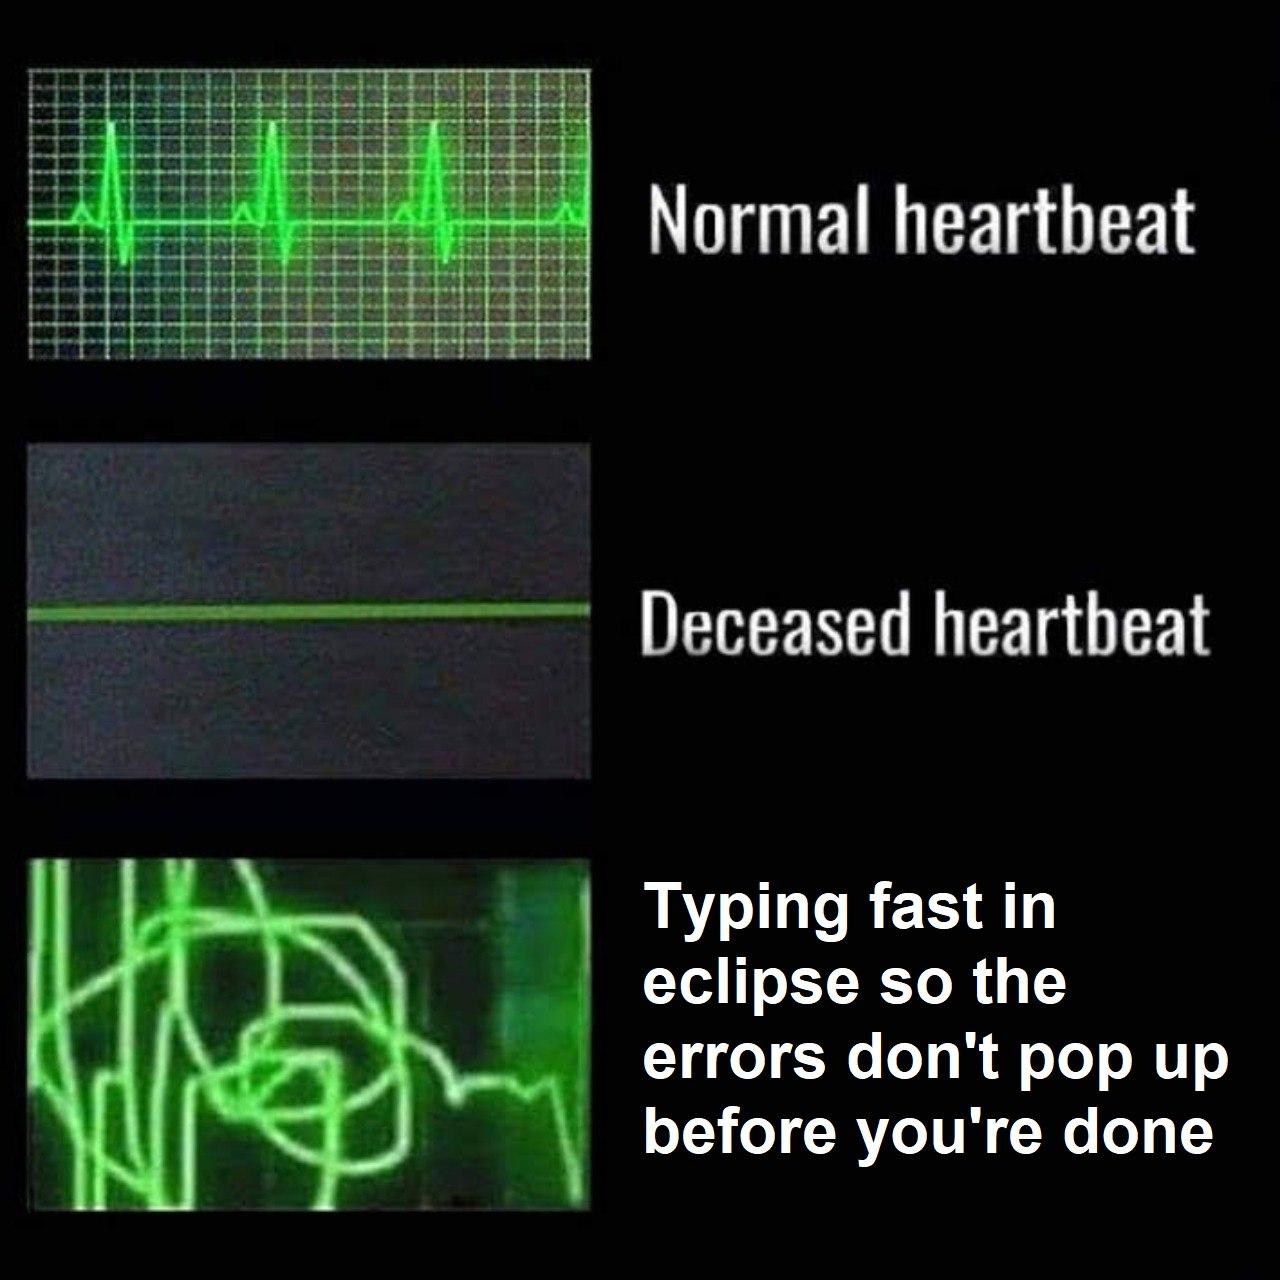 Normal heartbeat
Deceased heartbeat
Typing fast in
eclipse so the
errors don't pop up
before you're done